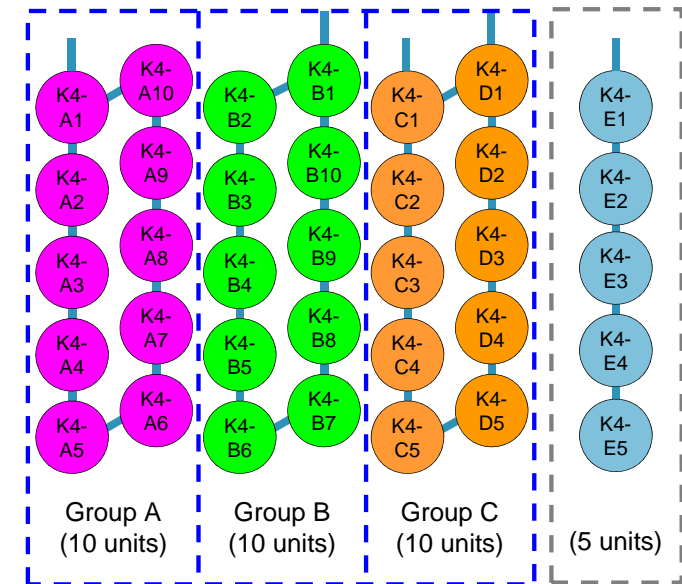 K4-
A1
K4-
A2
K4-
A3
K4-
A4
K4-
A5
K4-
A10
K4-
A9
K4-
A8
K4-
A7
K4-
A6
Group A
(10 units)
K4-
B2
K4-
B3
K4-
B4
K4-
B5
K4-
B6
K4-
B1
K4-
B10
K4-
B9
K4-
B8
K4-
B7
Group B
(10 units)
K4-
C1
K4-
C2
K4-
C3
K4-
C4
K4-
C5
K4-
D1
K4-
D2
K4-
D3
K4-
D4
K4-
D5
Group C
(10 units)
K4-
E1
K4-
E2
K4-
E3
K4-
E4
K4-
E5
(5 units)